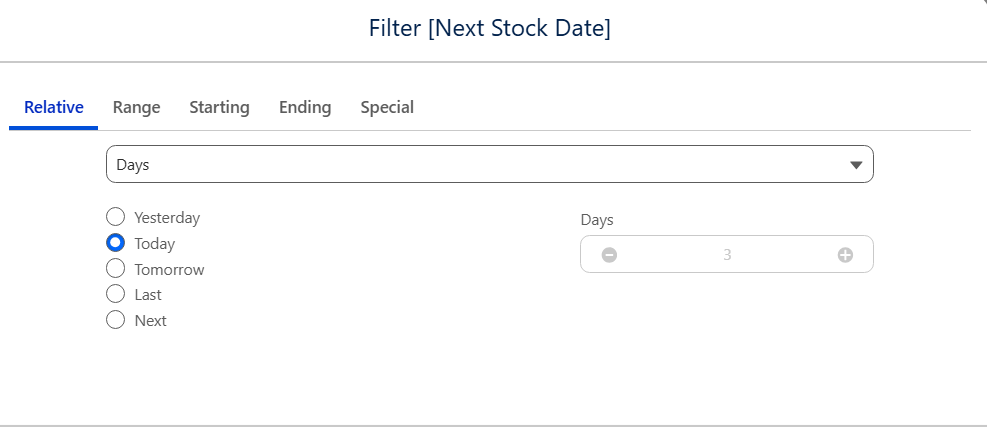 Filter [Next Stock Date]
Relative Range Starting Ending Special
Days
Yesterday
Today
Tomorrow
Last
Next
Days
3